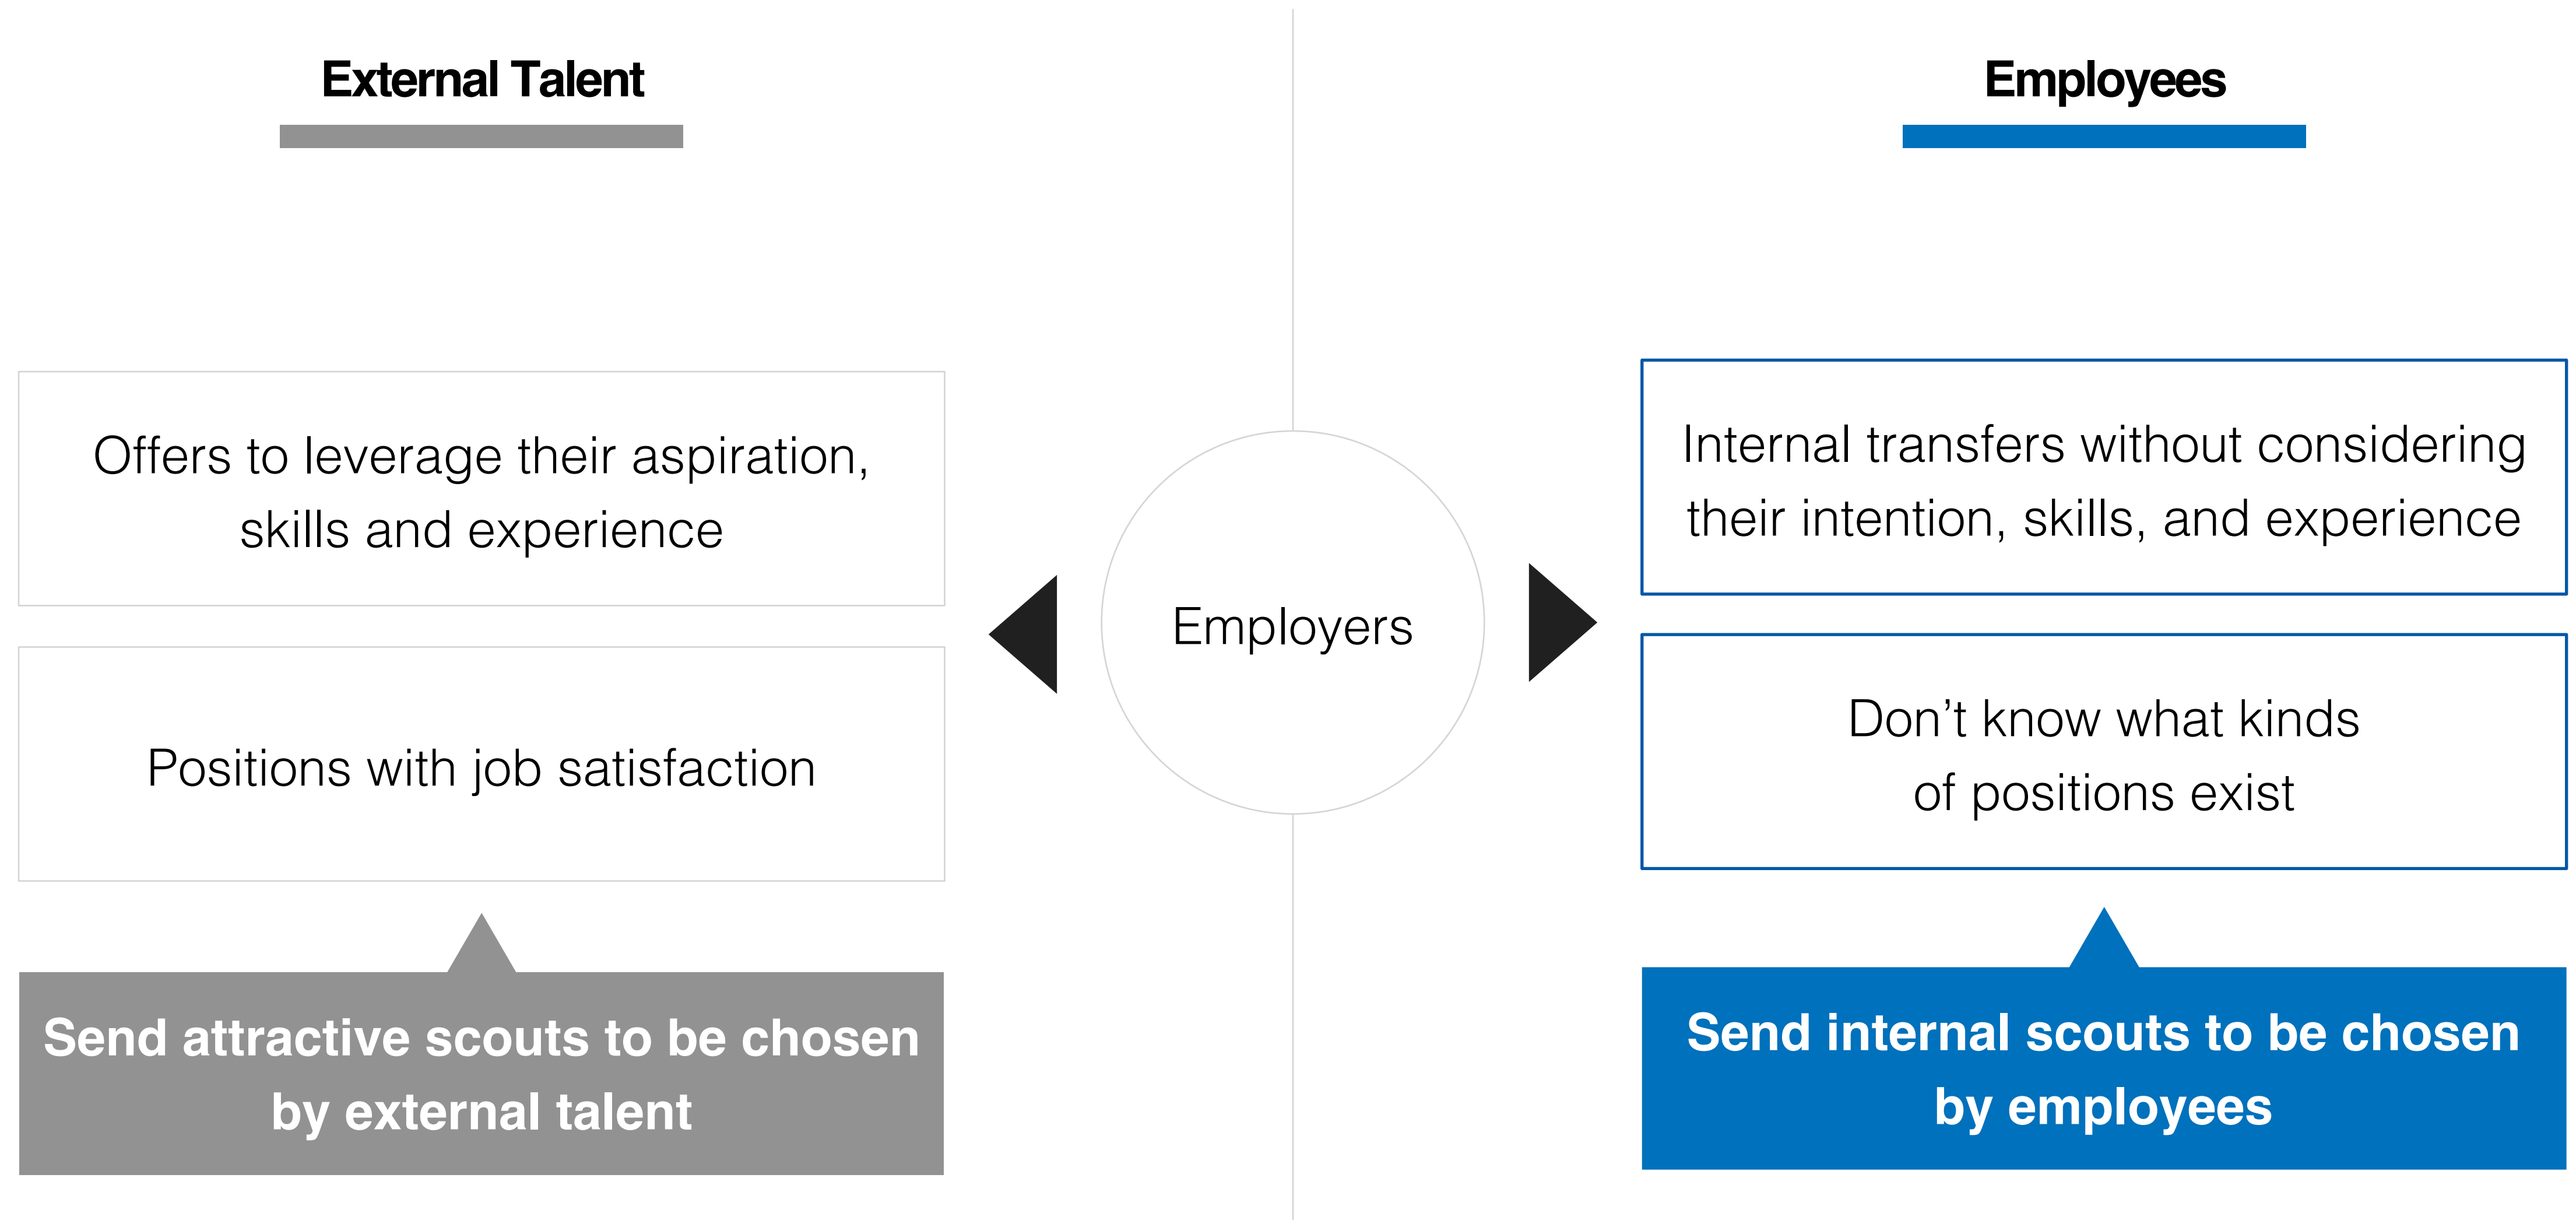 External Talent
Offers to leverage their aspiration,
skills and experience
Positions with job satisfaction
Send attractive scouts to be chosen
by external talent
Employers
Employees
Internal transfers without considering
their intention, skills, and experience
Don’t know what kinds
of positions exist
Send internal scouts to be chosen
by employees